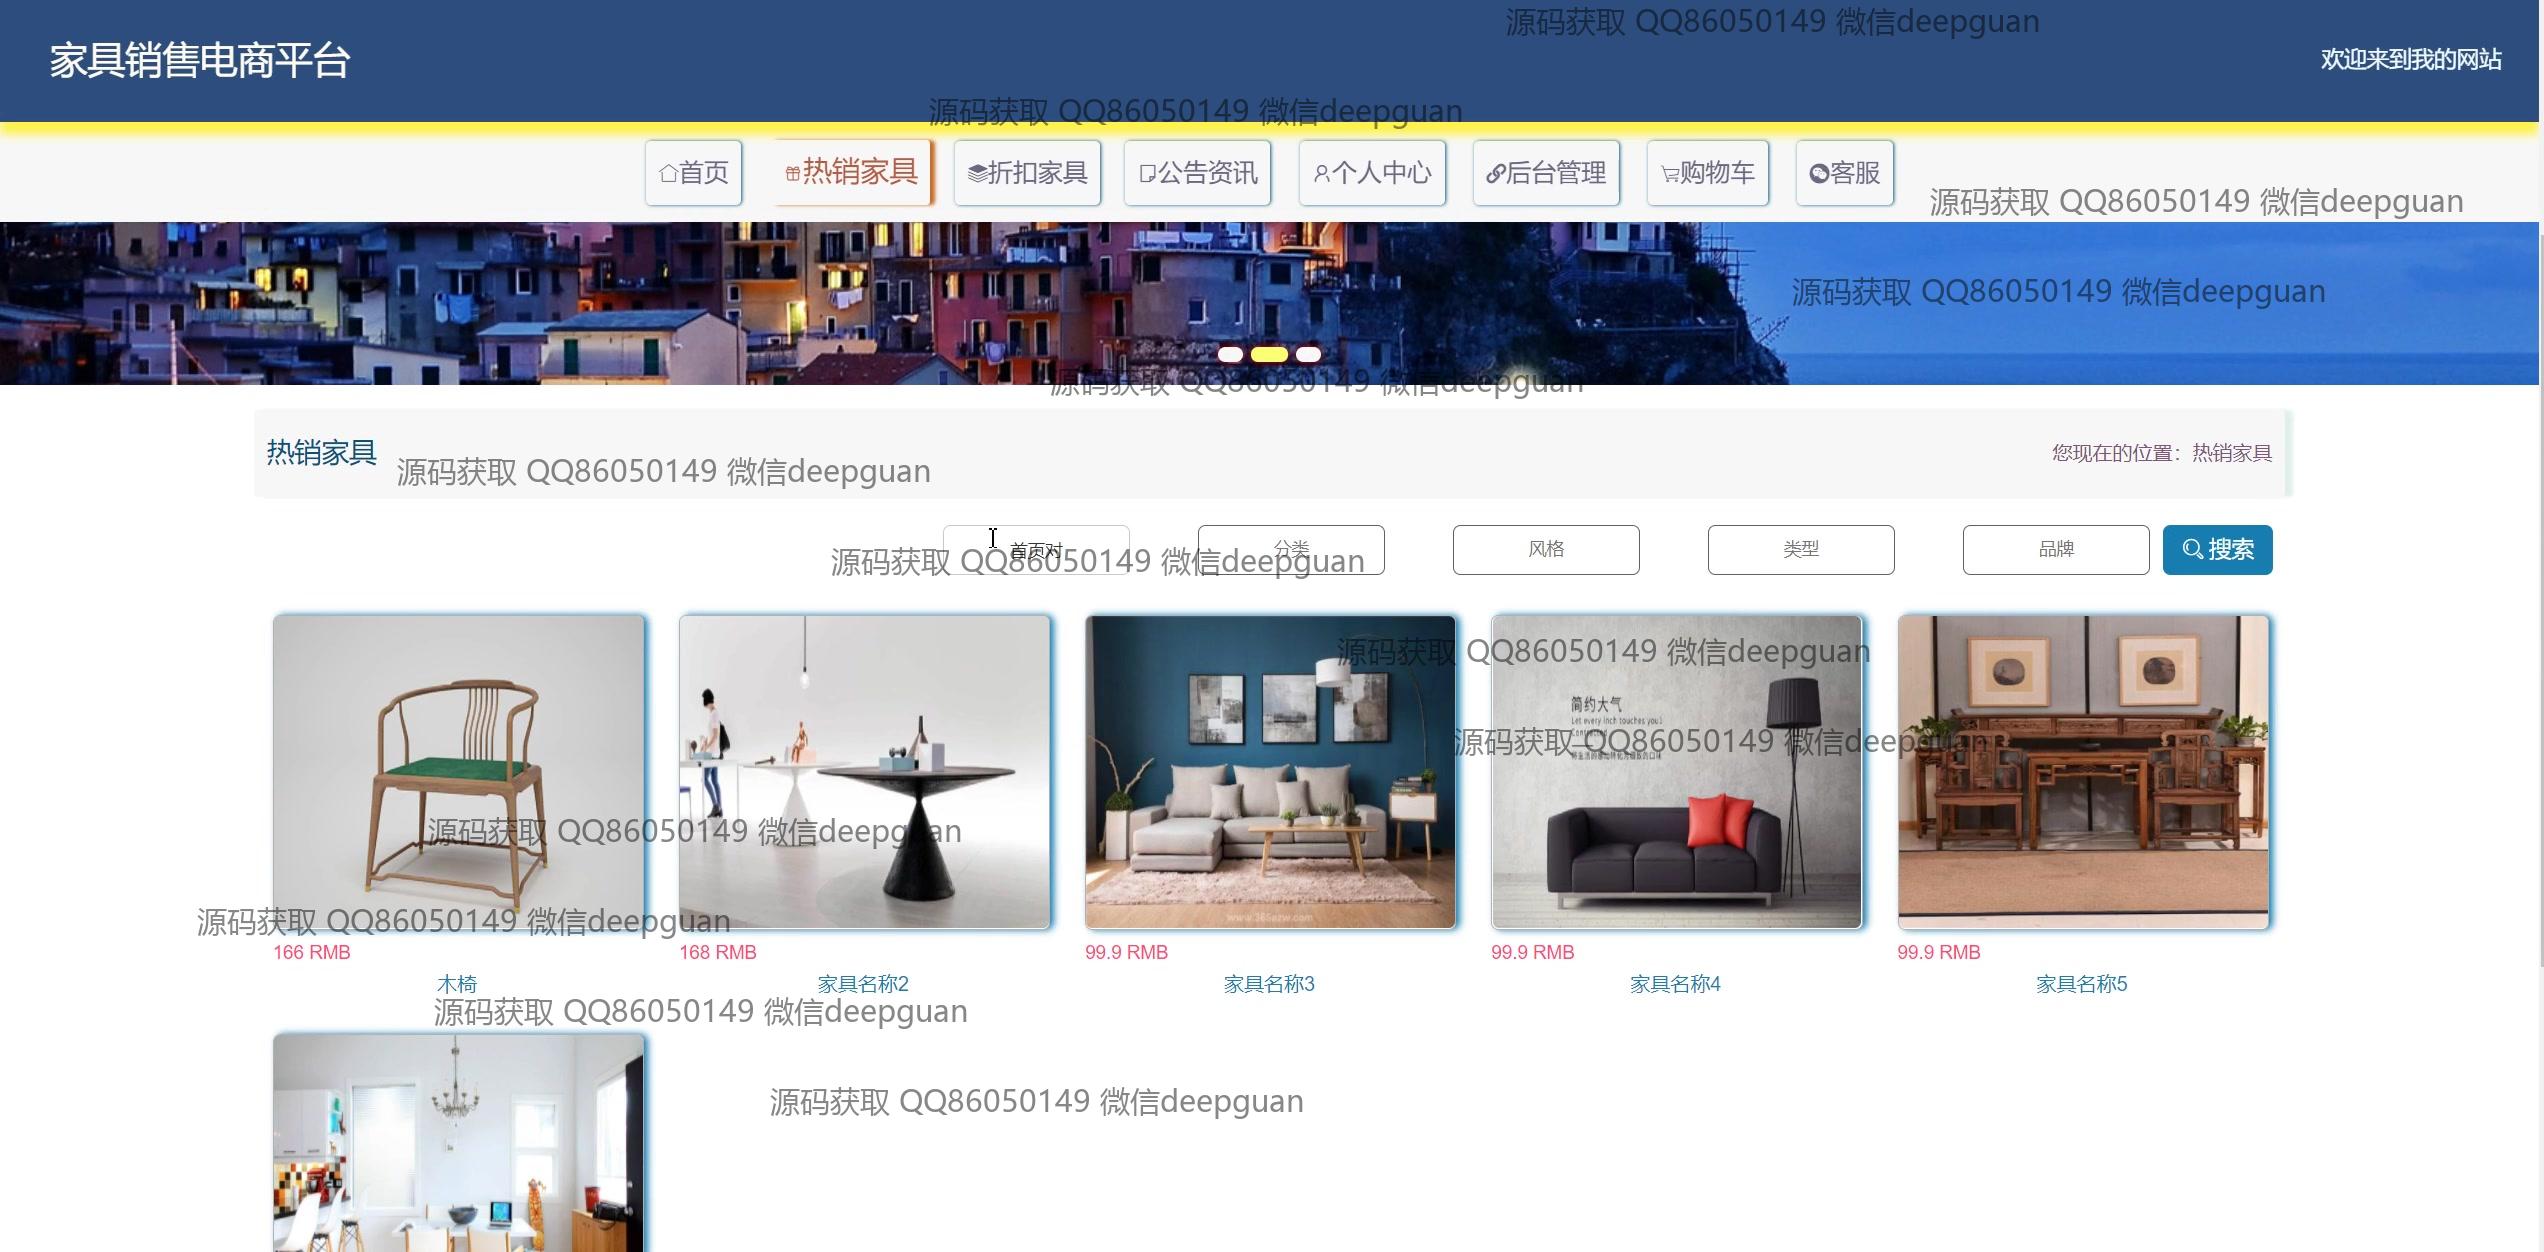 源码获取 QQ86050149 微信deepguan
家具销售电商平台
欢迎来到我的网站
源码获取 QQ86050149 微信deepguan
首页
热销家具
折扣家具
公告资讯
个人中心
后台管理
购物车
客服
源码获取 QQ86050149 微信deepguan
源码获取 QQ86050149 微信deepguan
源码获取 QQ86050149 微信deepguan
热销家具
您现在的位置：热销家具
源码获取 QQ86050149 微信deepguan
首页对
分类
风格
类型
品牌
搜索
源码获取 QQ86050149 微信deepguan
源码获取 QQ86050149 微信deepguan
简约大气
Let every inch touches you!
源码获取 QQ86050149 微信deepguan
源码获取 QQ86050149 微信deepguan
源码获取 QQ86050149 微信deepguan
166 RMB
168 RMB
99.9 RMB
99.9 RMB
99.9 RMB
木椅
家具名称2
家具名称3
家具名称4
家具名称5
源码获取 QQ86050149 微信deepguan
源码获取 QQ86050149 微信deepguan